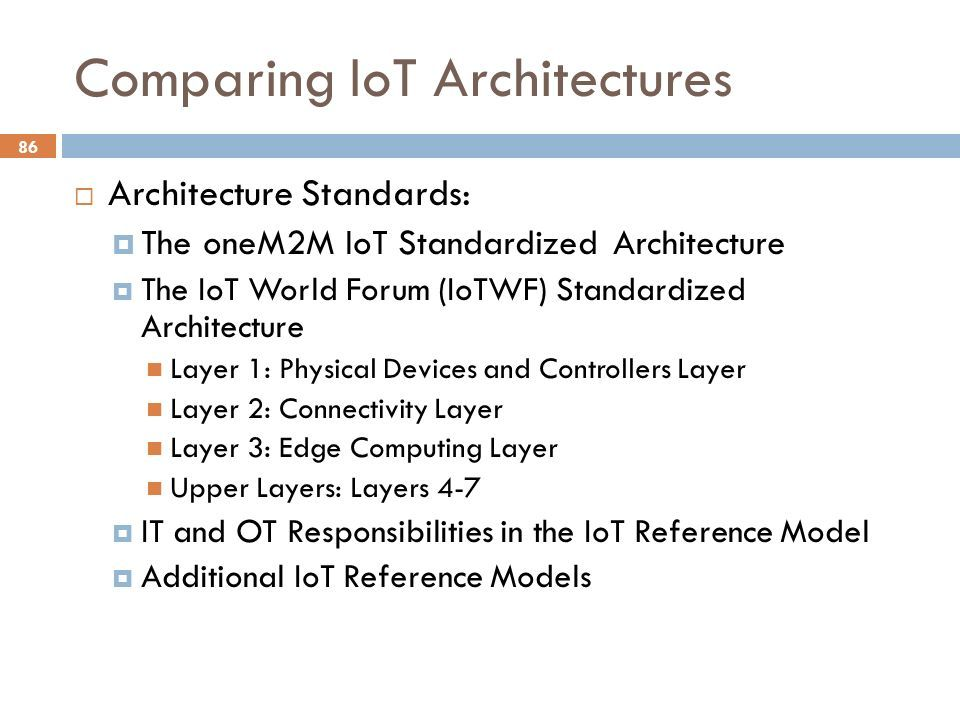 Comparing IoT Architectures
86
Architecture Standards:
The oneM2M IoT Standardized Architecture
The IoT World Forum (IoTWF) Standardized
Architecture
Layer 1: Physical Devices and Controllers Layer
Layer 2: Connectivity Layer
Layer 3: Edge Computing Layer
Upper Layers: Layers 4-7
IT and OT Responsibilities in the IoT Reference Model
Additional IoT Reference Models